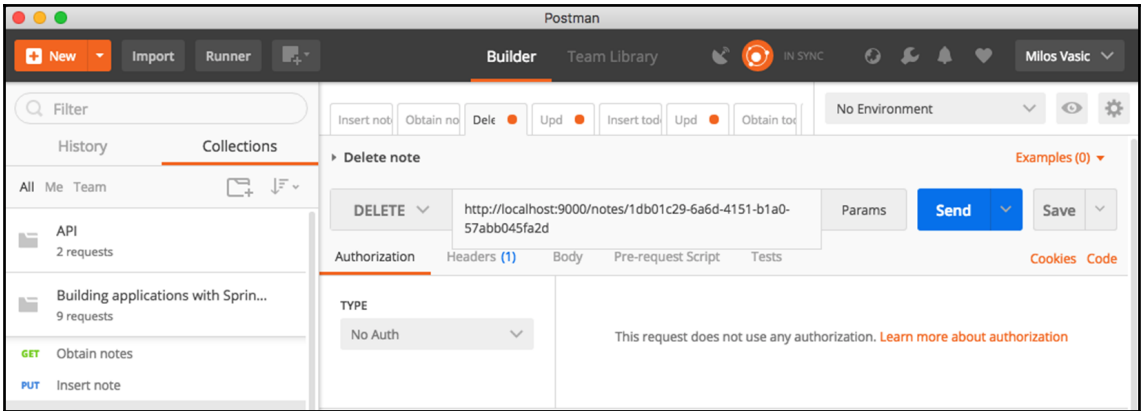 Postman
New
Import
Runner
Builder
Team Library
IN SYNC
Milos Vasic
Filter
History
Collections
All Me Team
API
2 requests
Building applications with Sprin...
9 requests
GET Obtain notes
PUT Insert note
Insert not
Obtain no
Dele
Upd
Insert tod
Upd
Obtain tod
No Environment
Delete note
Examples (0)
DELETE
http://localhost:9000/notes/1db01c29-6a6d-4151-b1a0-
57abb045fa2d
Params
Send
Save
Authorization
Headers (1)
Body
Pre-request Script
Tests
Cookies Code
TYPE
No Auth
This request does not use any authorization. Learn more about authorization